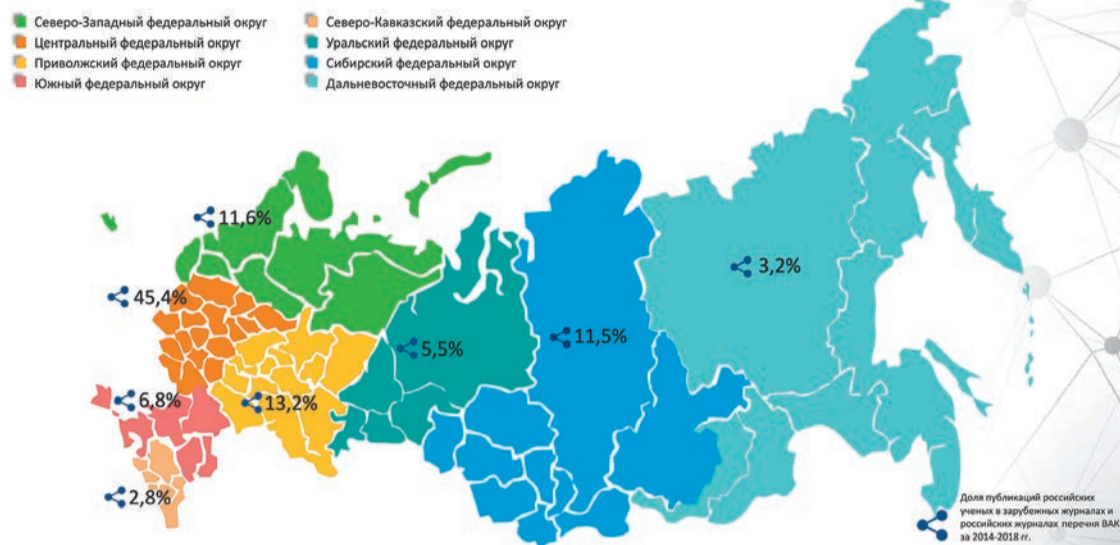 Северо-Западный федеральный округ
Центральный федеральный округ
Приволжский федеральный округ
Южный федеральный округ
Северо-Кавказский федеральный округ
Уральский федеральный округ
Сибирский федеральный округ
Дальневосточный федеральный округ
11,6%
45,4%
6,8%
13,2%
2,8%
5,5%
11,5%
3,2%
Доля публикаций российских
ученых в зарубежных журналах и
российских журналах перечня ВАК
за 2014-2018 гг.